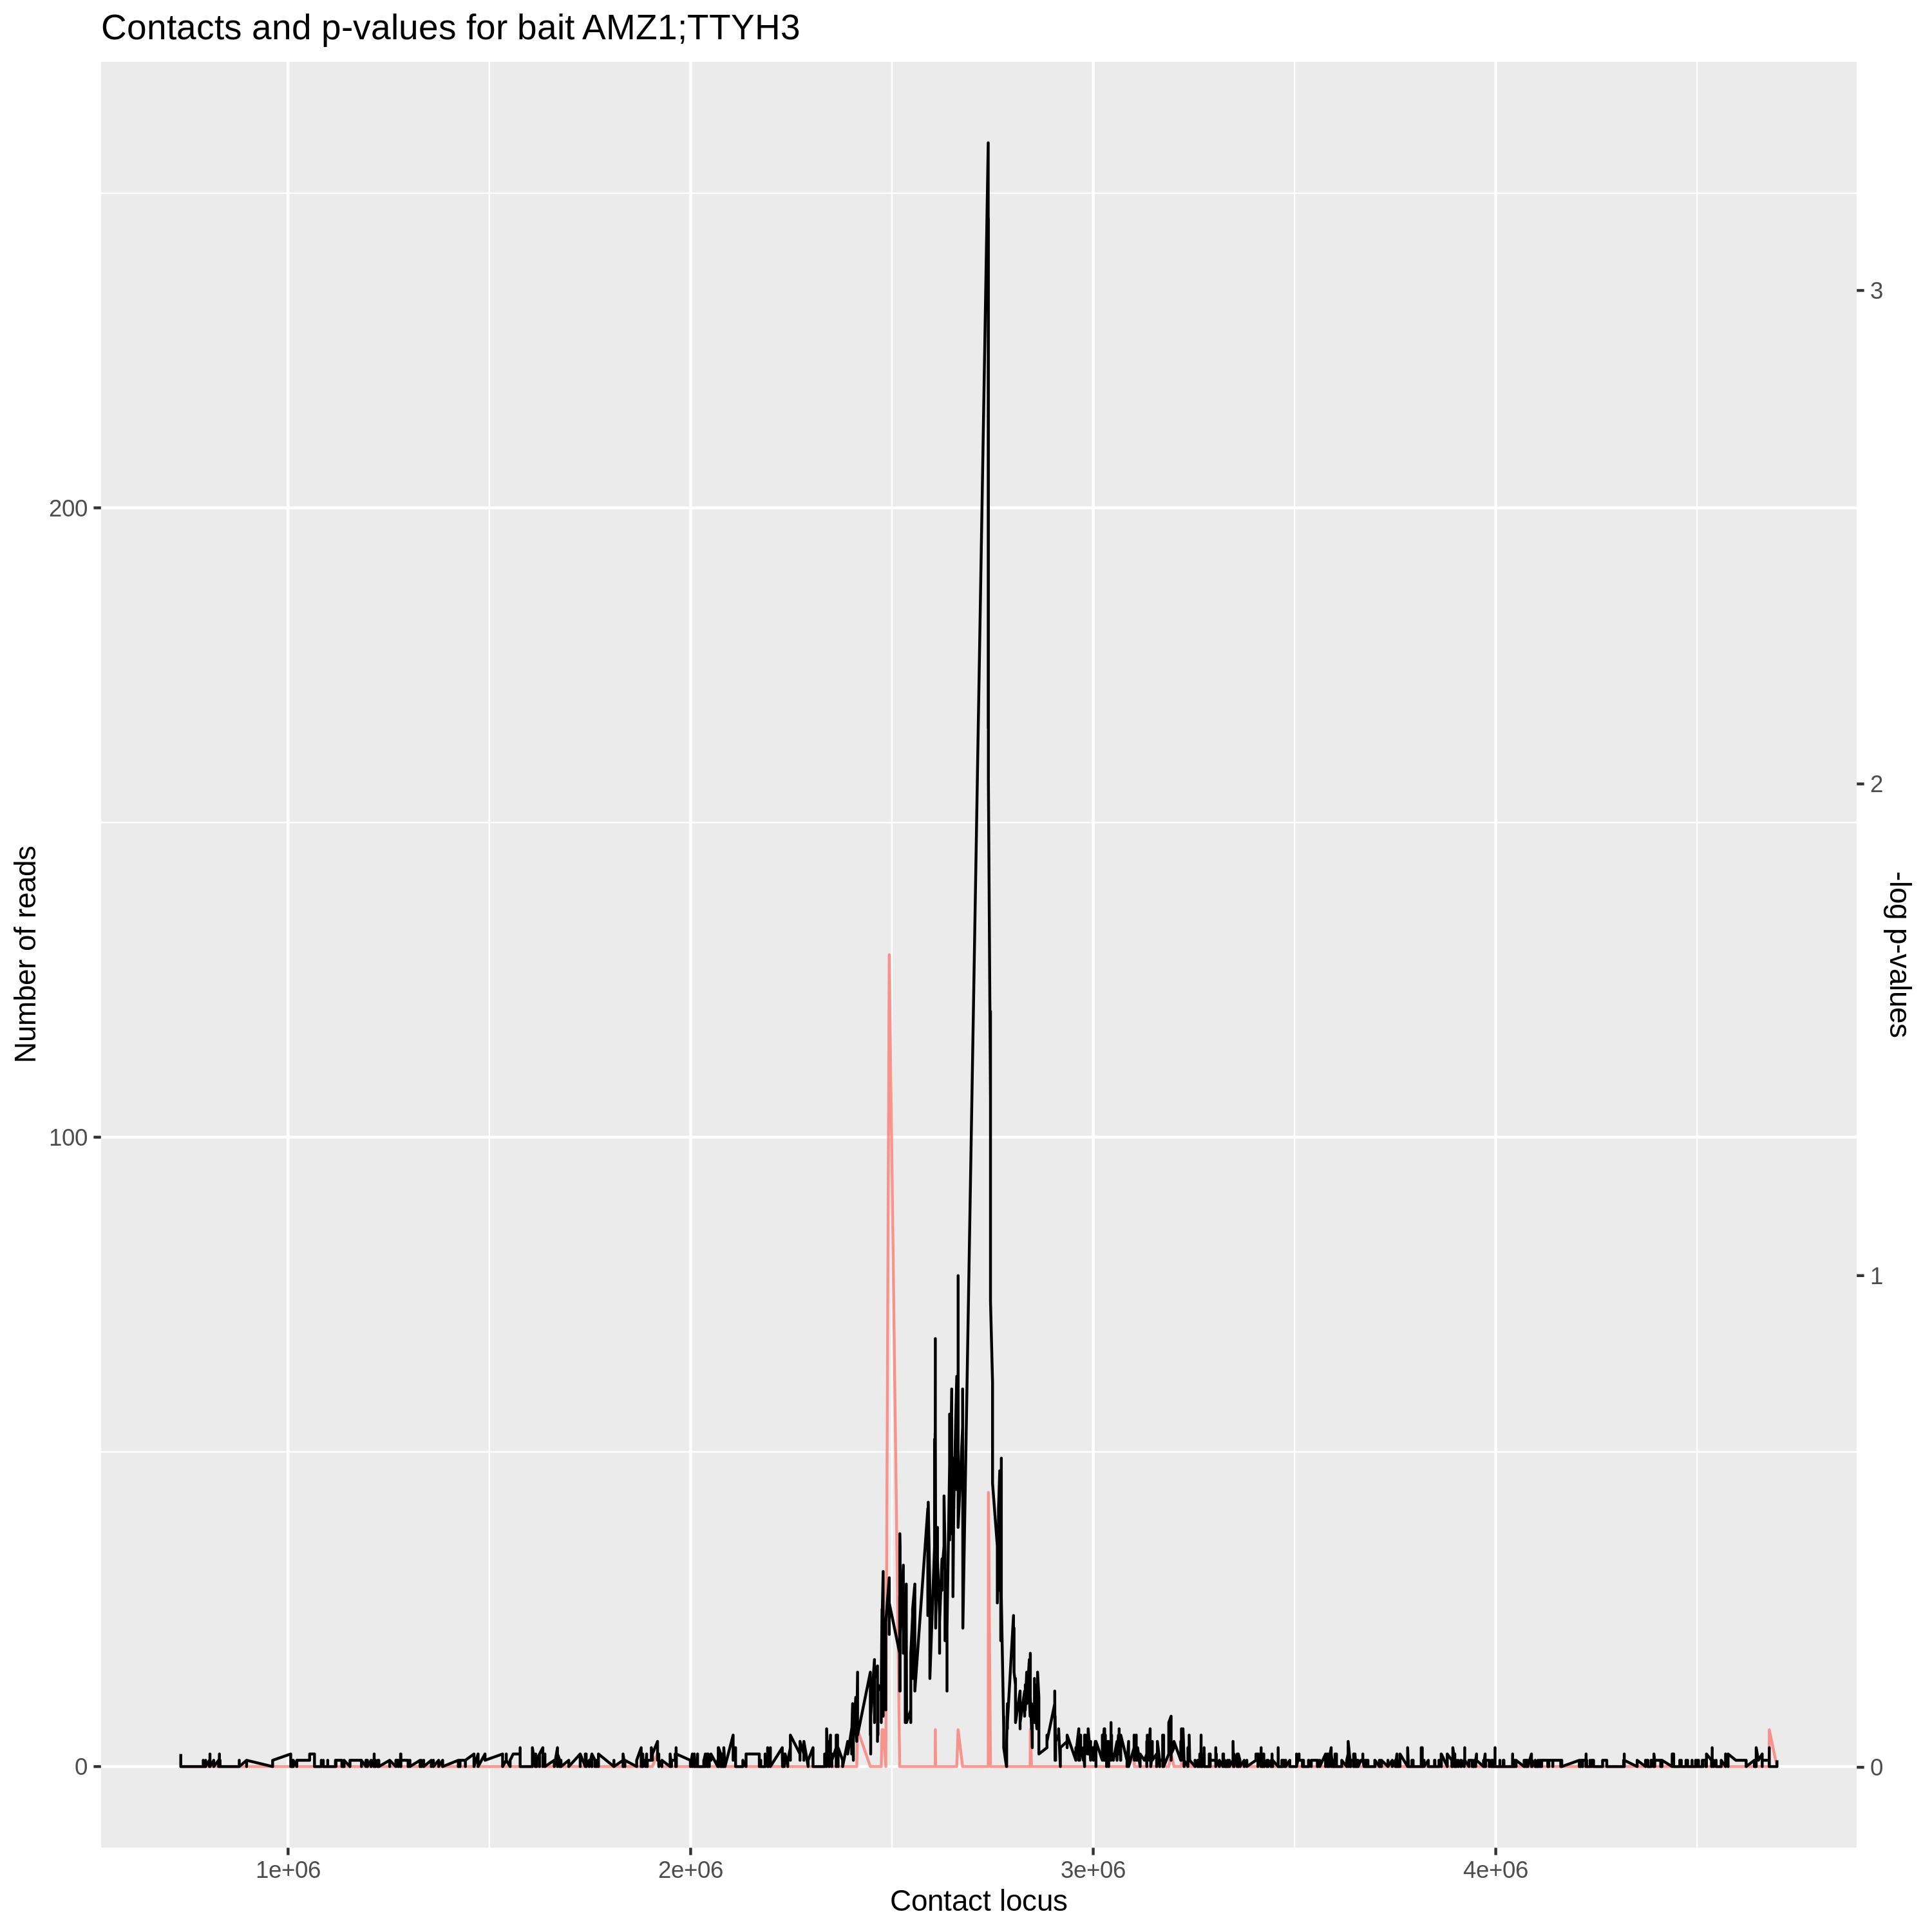 Contacts and p-values for bait AMZ1;TTYH3
Number of reads
200
100
0
3
2
1
0
-log p-values
1e+06
2e+06
3e+06
4e+06
Contact locus